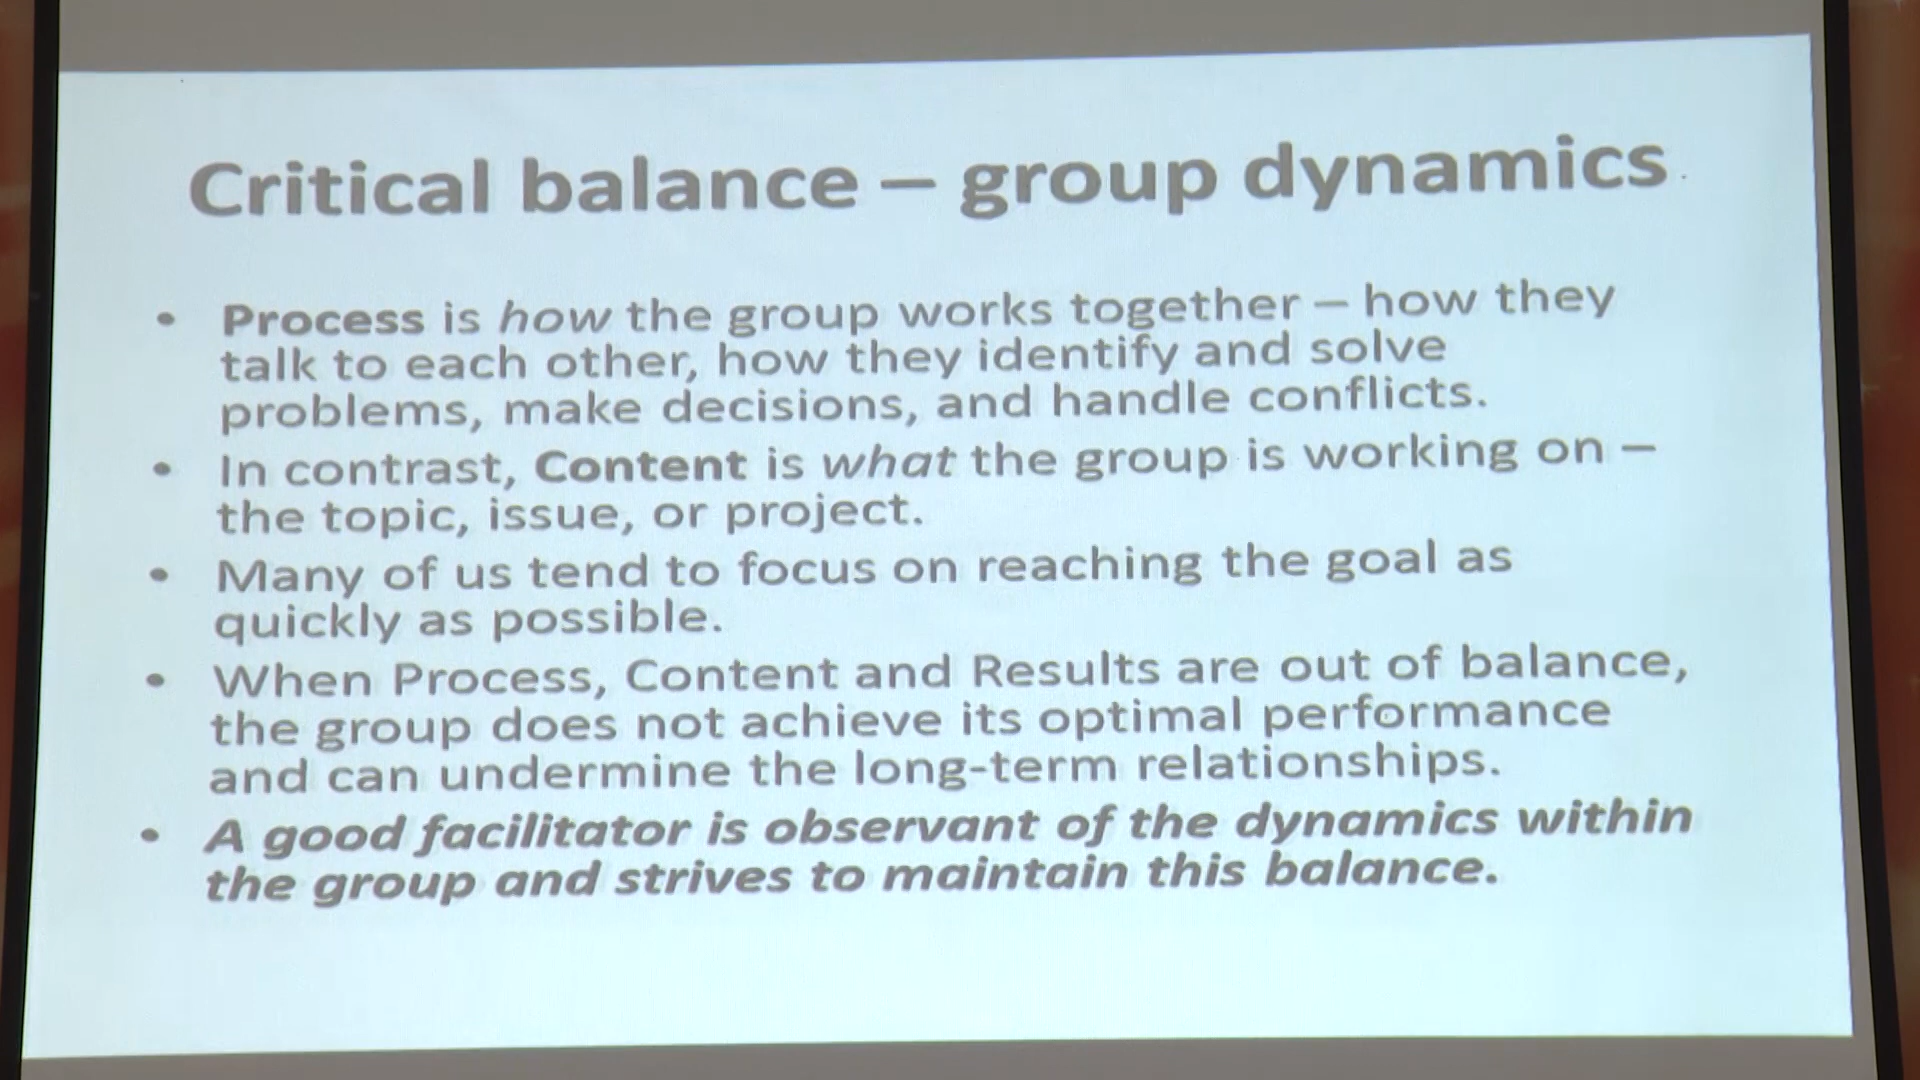 Critical balance – group dynamics
• Process is how the group works together – how they
talk to each other, how they identify and solve
problems, make decisions, and handle conflicts.
• In contrast, Content is what the group is working on –
the topic, issue, or project.
• Many of us tend to focus on reaching the goal as
quickly as possible.
• When Process, Content and Results are out of balance,
the group does not achieve its optimal performance
and can undermine the long-term relationships.
• A good facilitator is observant of the dynamics within
the group and strives to maintain this balance.